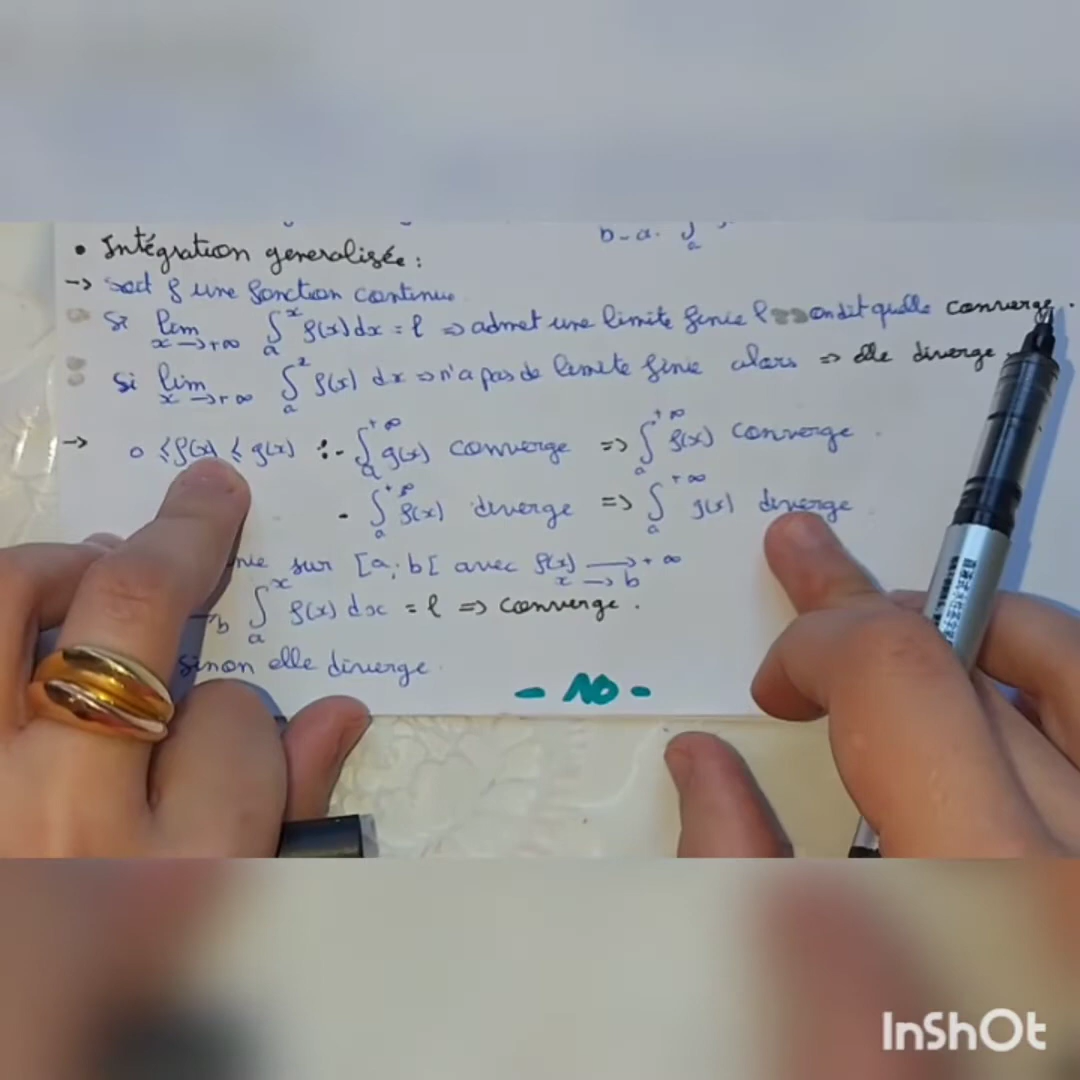 b-a. ∫a
• Intégration generalisée :
-> Soit f une fonction continue
Si lim x→+∞ ∫a^x f(x) dx = l => admet une limite finie l on dit qu'elle converge.
Si lim x→+∞ ∫a^2 f(x) dx => n'a pas de limite finie alors => elle diverge.
-> 0 ≤ f(x) ≤ g(x) :- ∫a^+∞ g(x) converge => ∫a^+∞ f(x) converge.
- ∫a^+∞ f(x) diverge => ∫a^+∞ g(x) diverge
nie sur [a; b[ avec f(x) x→b → +∞
→b ∫a^x f(x) dx = l => converge.
sinon elle diverge.
- 10 -
InShOt